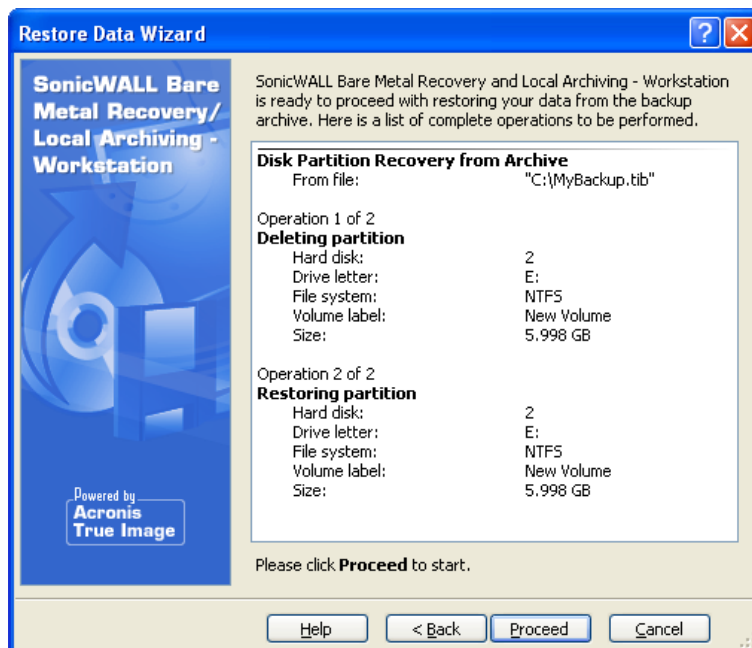 Restore Data Wizard
SonicWALL Bare
Metal Recovery/
Local Archiving -
Workstation
SonicWALL Bare Metal Recovery and Local Archiving - Workstation
is ready to proceed with restoring your data from the backup
archive. Here is a list of complete operations to be performed.
Disk Partition Recovery from Archive
From file: "C:\MyBackup.tib"
Operation 1 of 2
Deleting partition
Hard disk: 2
Drive letter: E:
File system: NTFS
Volume label: New Volume
Size: 5.998 GB
Operation 2 of 2
Restoring partition
Hard disk: 2
Drive letter: E:
File system: NTFS
Volume label: New Volume
Size: 5.998 GB
Powered by
Acronis
True Image
Please click Proceed to start.
Help < Back Proceed Cancel